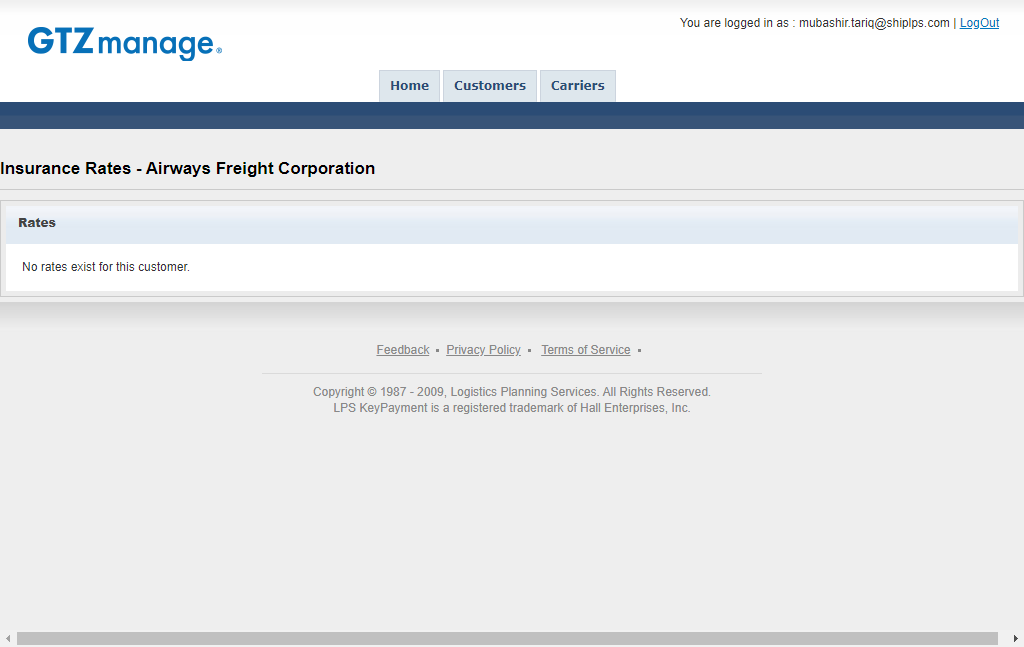 You are logged in as : mubashir.tariq@shiplps.com | LogOut
GTZmanage®
Home Customers Carriers
Insurance Rates - Airways Freight Corporation
Rates
No rates exist for this customer.
Feedback ▪ Privacy Policy ▪ Terms of Service ▪
Copyright © 1987 - 2009, Logistics Planning Services. All Rights Reserved.
LPS KeyPayment is a registered trademark of Hall Enterprises, Inc.